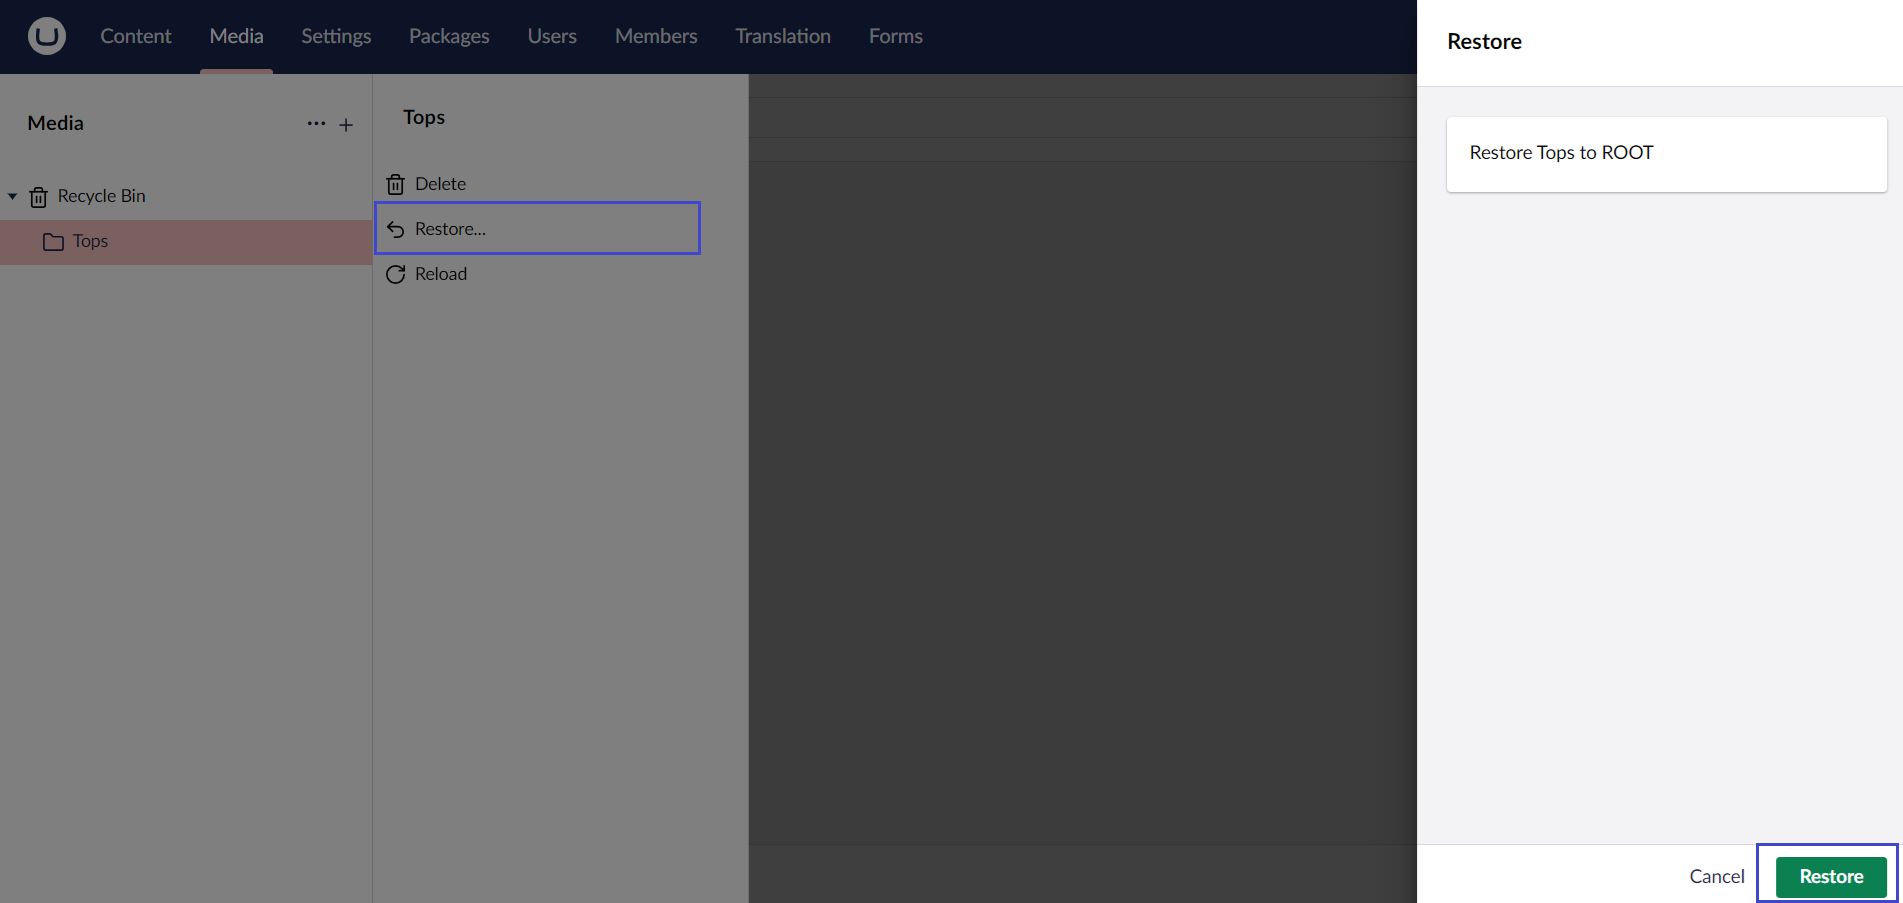 Content Media Settings Packages Users Members Translation Forms
Media
Recycle Bin
Tops
Tops
Delete
Restore...
Reload
Restore
Restore Tops to ROOT
Cancel Restore